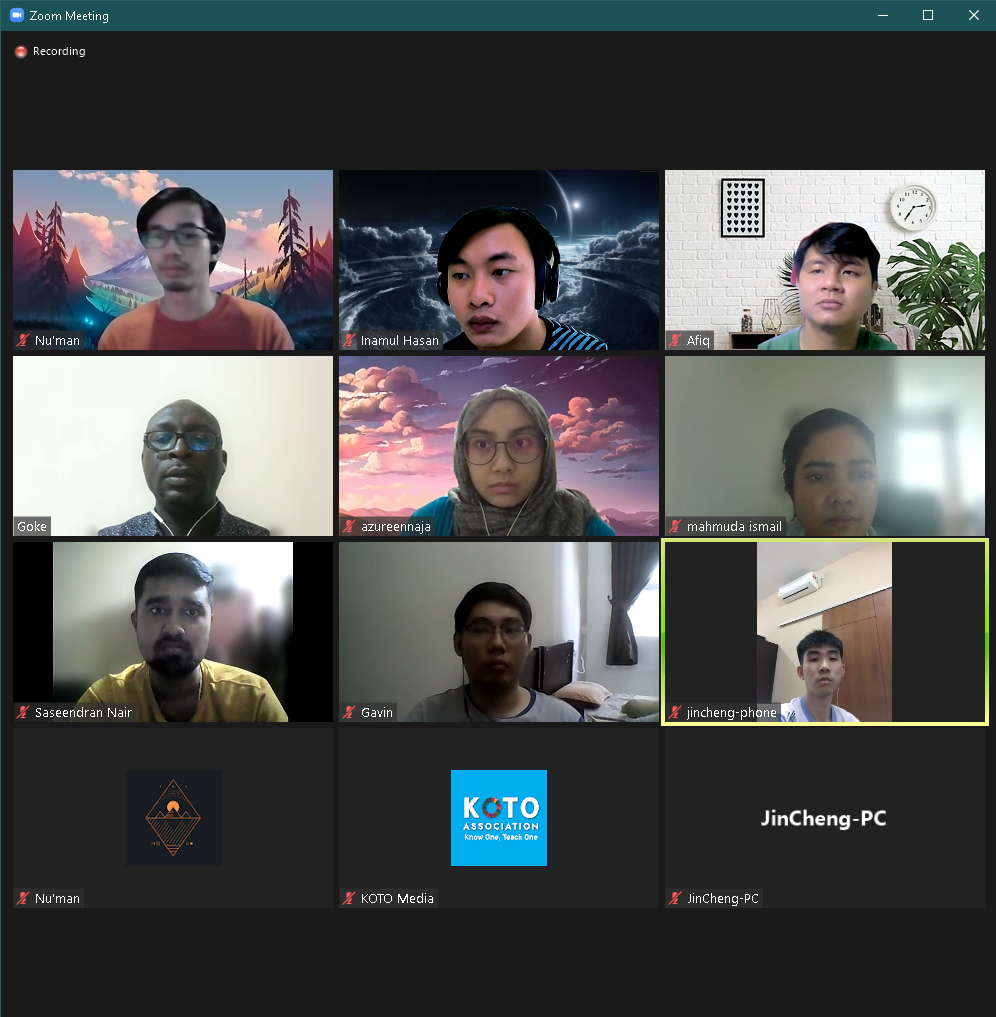 Zoom Meeting
Recording
Nu'man
Inamul Hasan
Afiq
Goke
azureennaja
mahmuda ismail
Saseendran Nair
Gavin
jincheng-phone
KOTO
ASSOCIATION
Know One, Teach One
JinCheng-PC
Nu'man
KOTO Media
JinCheng-PC